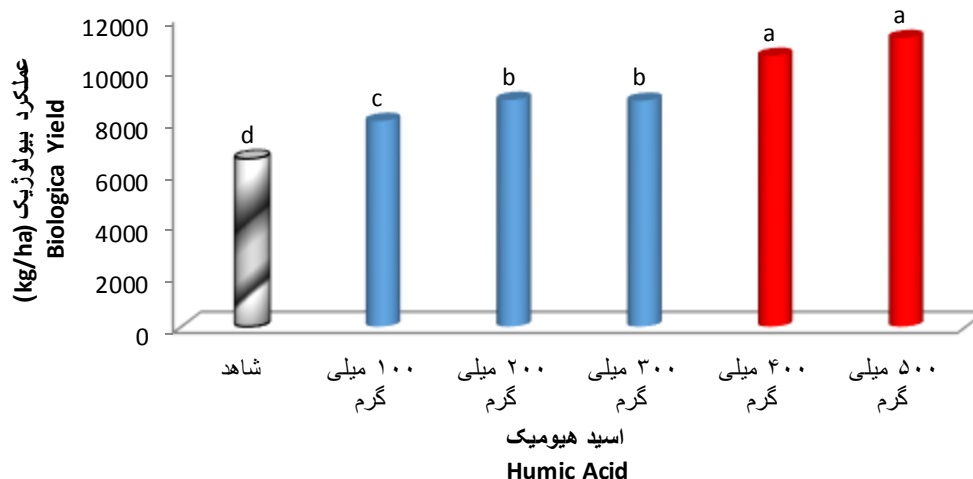 عملکرد بیولوژیک (kg/ha)
Biologica Yield
12000
10000
8000
6000
4000
2000
0
d
c
b
b
a
a
شاهد
۱۰۰ میلی
گرم
۲۰۰ میلی
گرم
۳۰۰ میلی
گرم
۴۰۰ میلی
گرم
۵۰۰ میلی
گرم
اسید هیومیک
Humic Acid